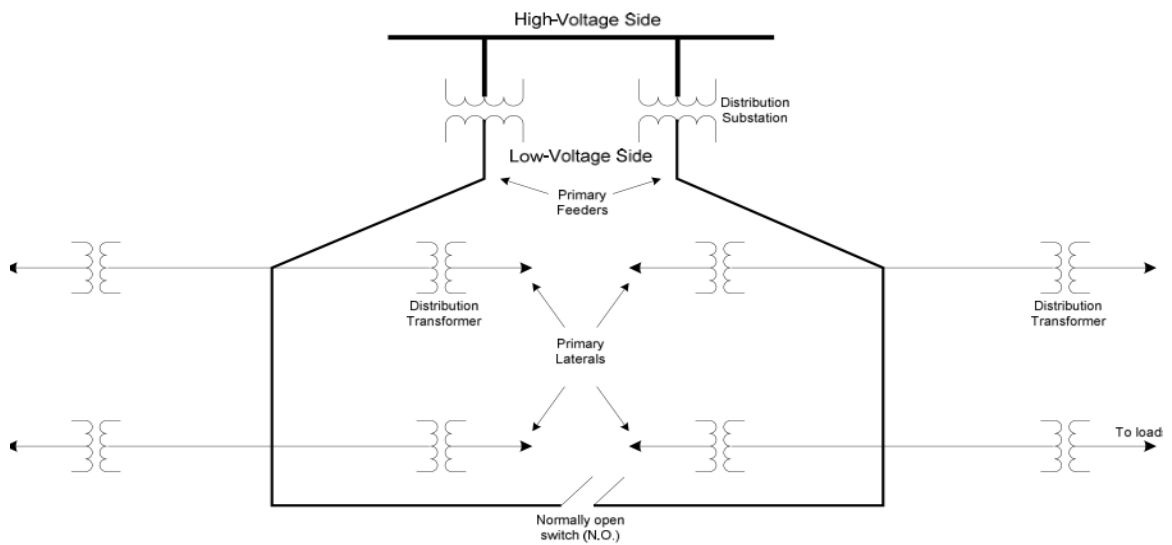 High-Voltage Side
Distribution
Substation
Low-Voltage Side
Primary
Feeders
Distribution
Transformer
Distribution
Transformer
Primary
Laterals
To loads
Normally open
switch (N.O.)